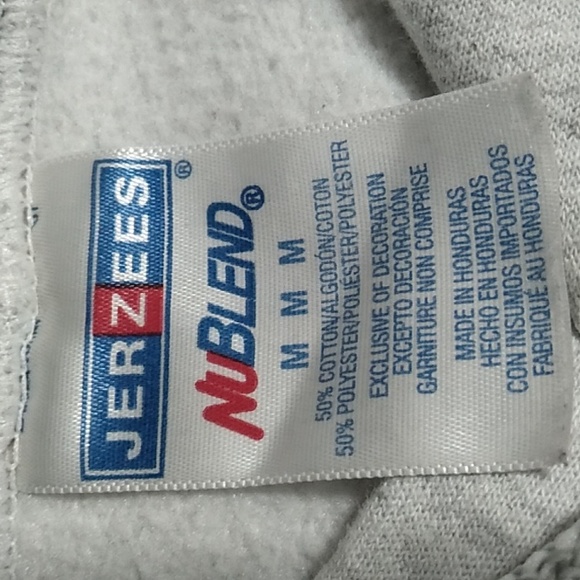 JERZEES®
NUBLEND®
M M M
50% COTTON/ALGODÓN/COTON
50% POLYESTER/POLIÉSTER/POLYESTER
EXCLUSIVE OF DECORATION
EXCEPTO DECORACIÓN
GARNITURE NON COMPRISE
MADE IN HONDURAS
HECHO EN HONDURAS
CON INSUMOS IMPORTADOS
FABRIQUÉ AU HONDURAS